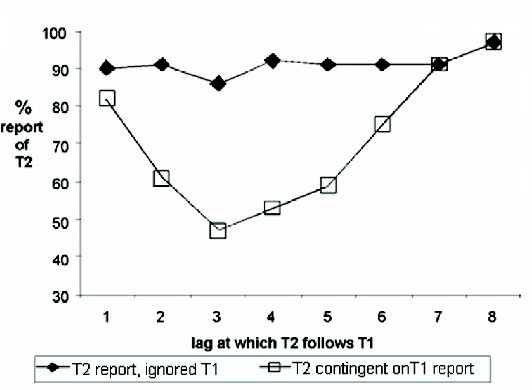 100
90
80
70
60
50
40
30
%
report
of
T2
1 2 3 4 5 6 7 8
lag at which T2 follows T1
T2 report, ignored T1 T2 contingent onT1 report